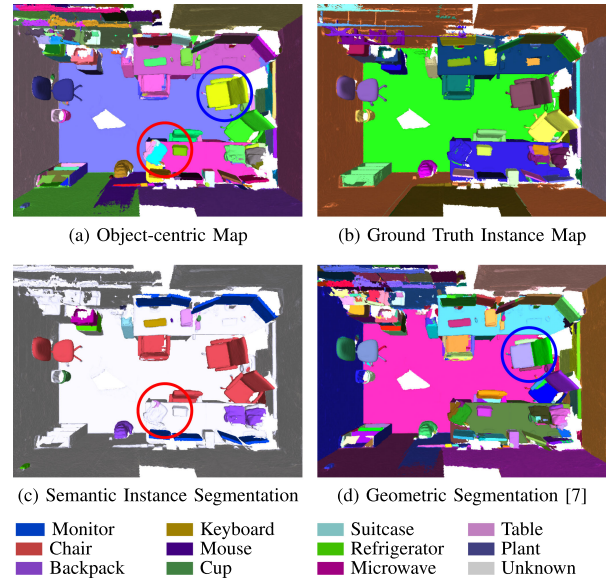 (a) Object-centric Map
(b) Ground Truth Instance Map
(c) Semantic Instance Segmentation
(d) Geometric Segmentation [7]
Monitor Keyboard Suitcase Table
Chair Mouse Refrigerator Plant
Backpack Cup Microwave Unknown